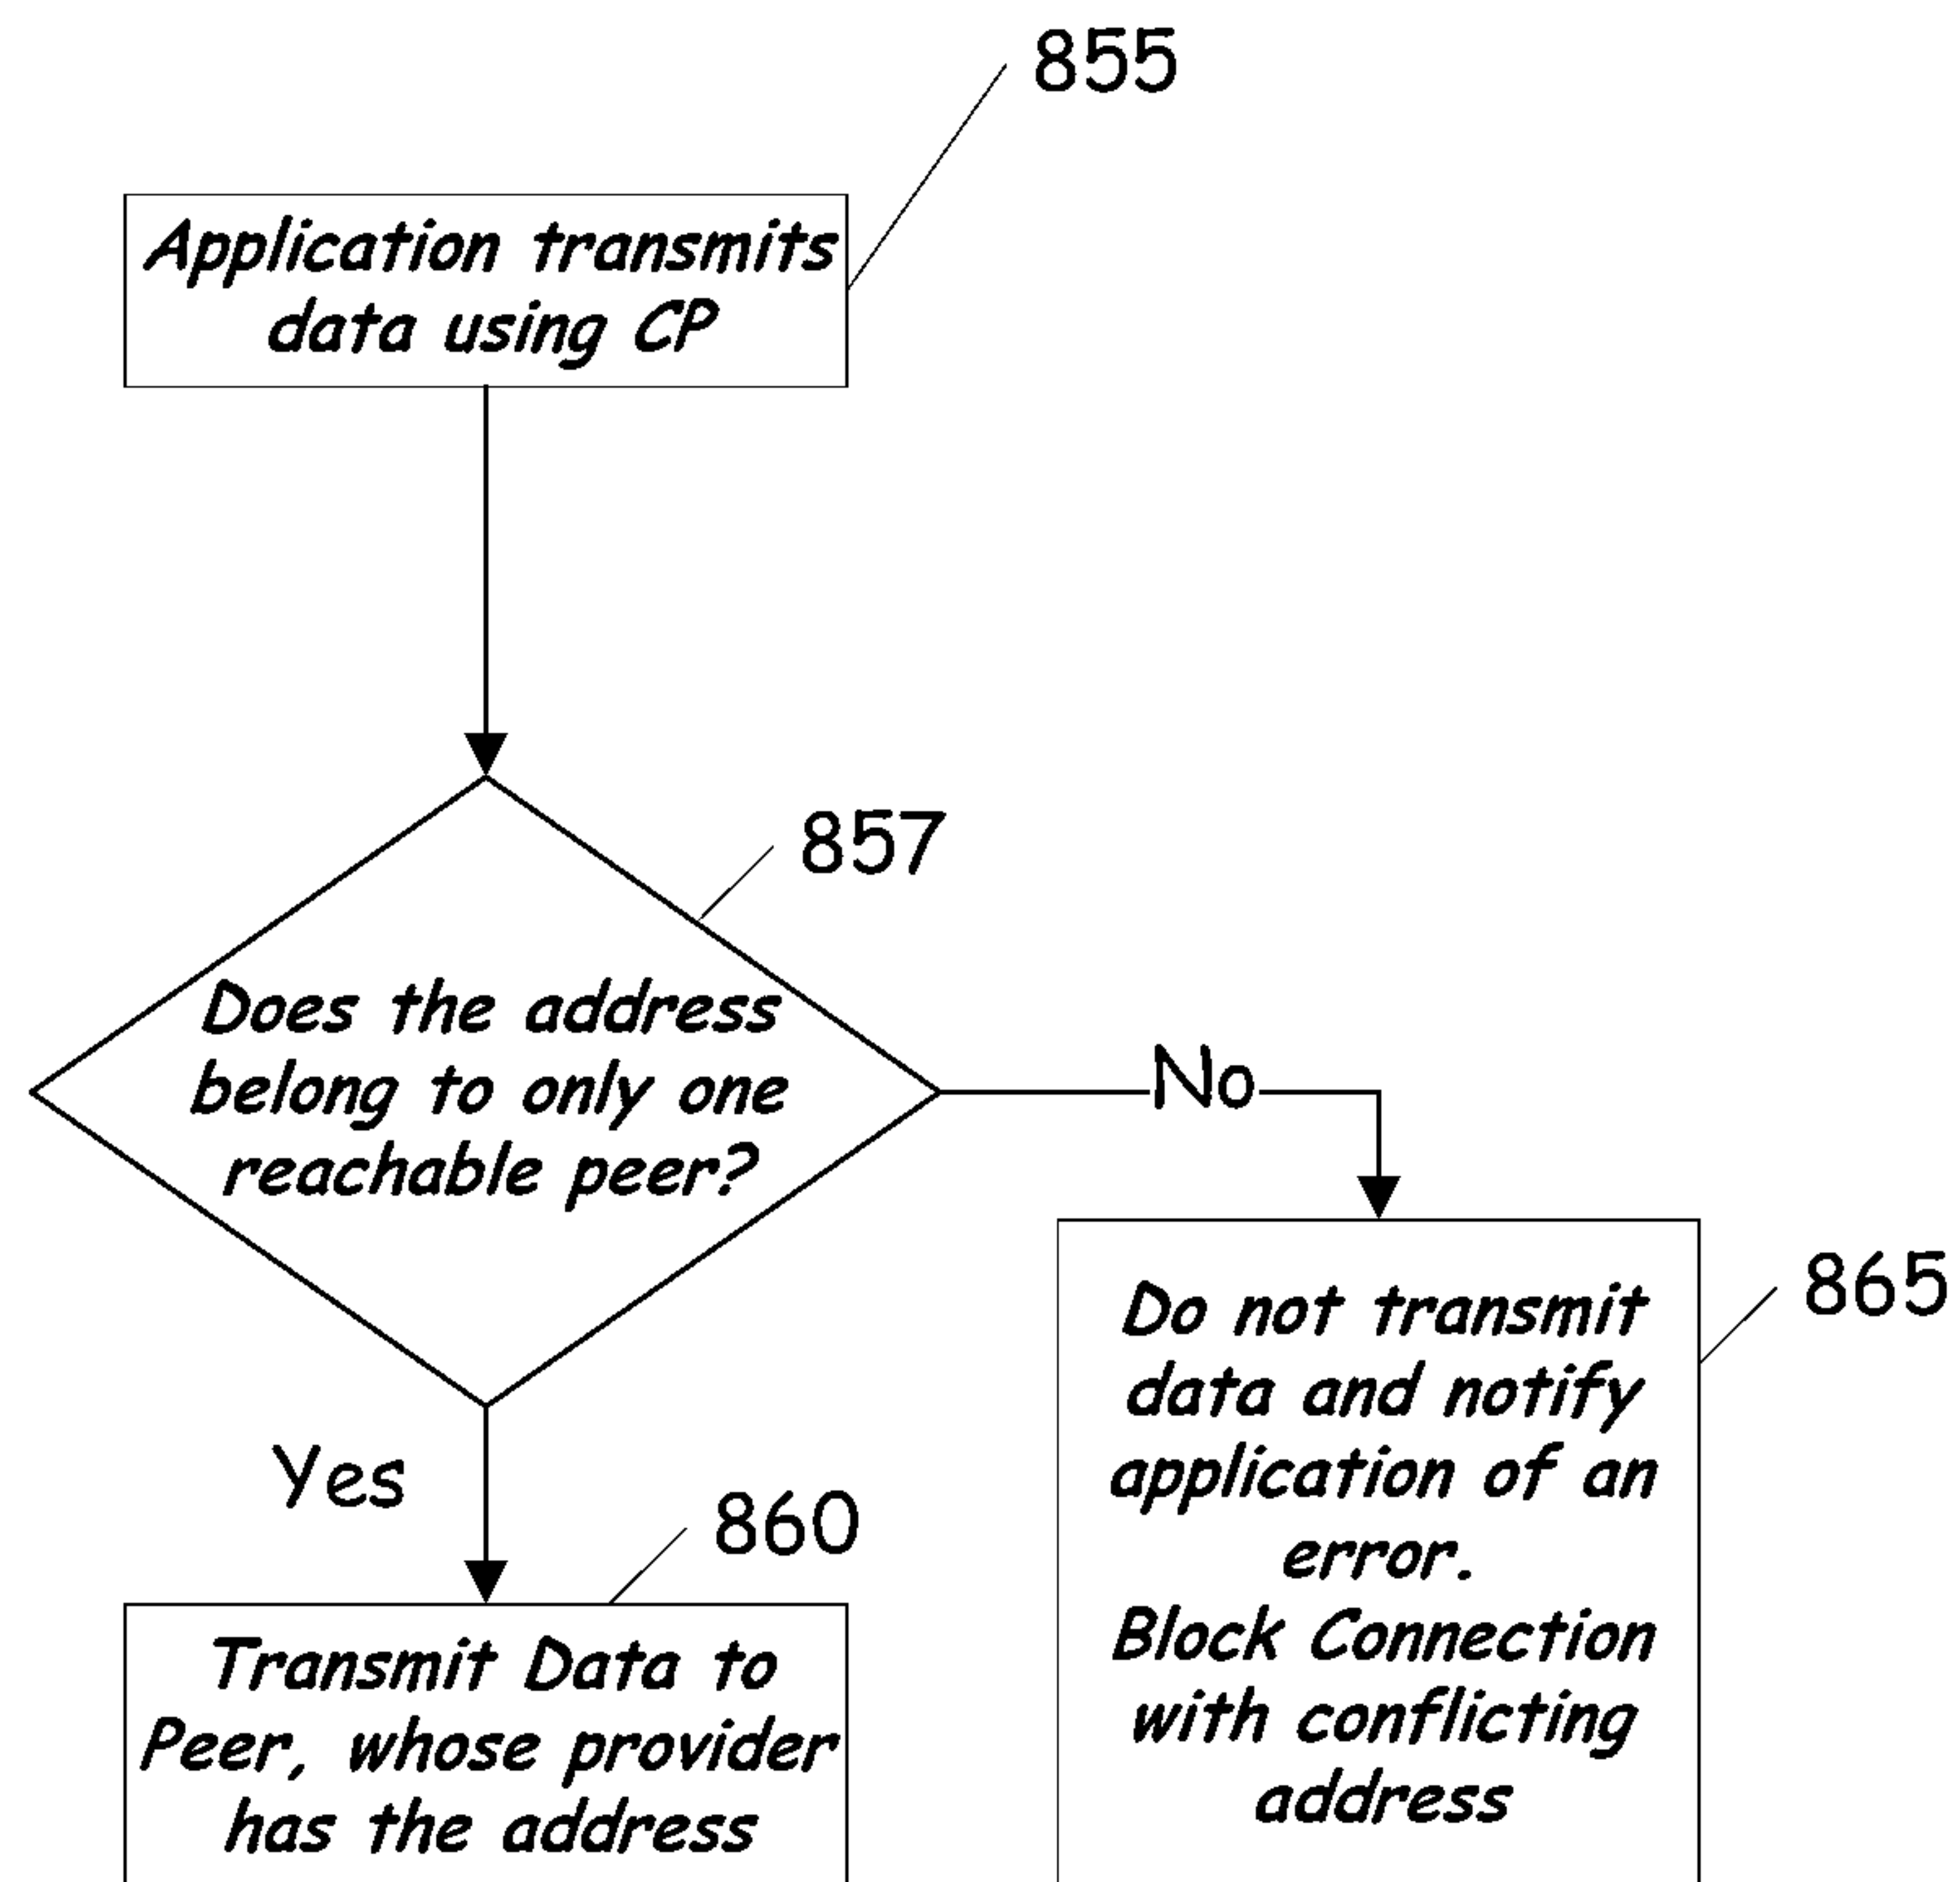 855
Application transmits
data using CP
857
Does the address
belong to only one
reachable peer?
No
865
Do not transmit
data and notify
application of an
error.
Block Connection
with conflicting
address
Yes
860
Transmit Data to
Peer, whose provider
has the address